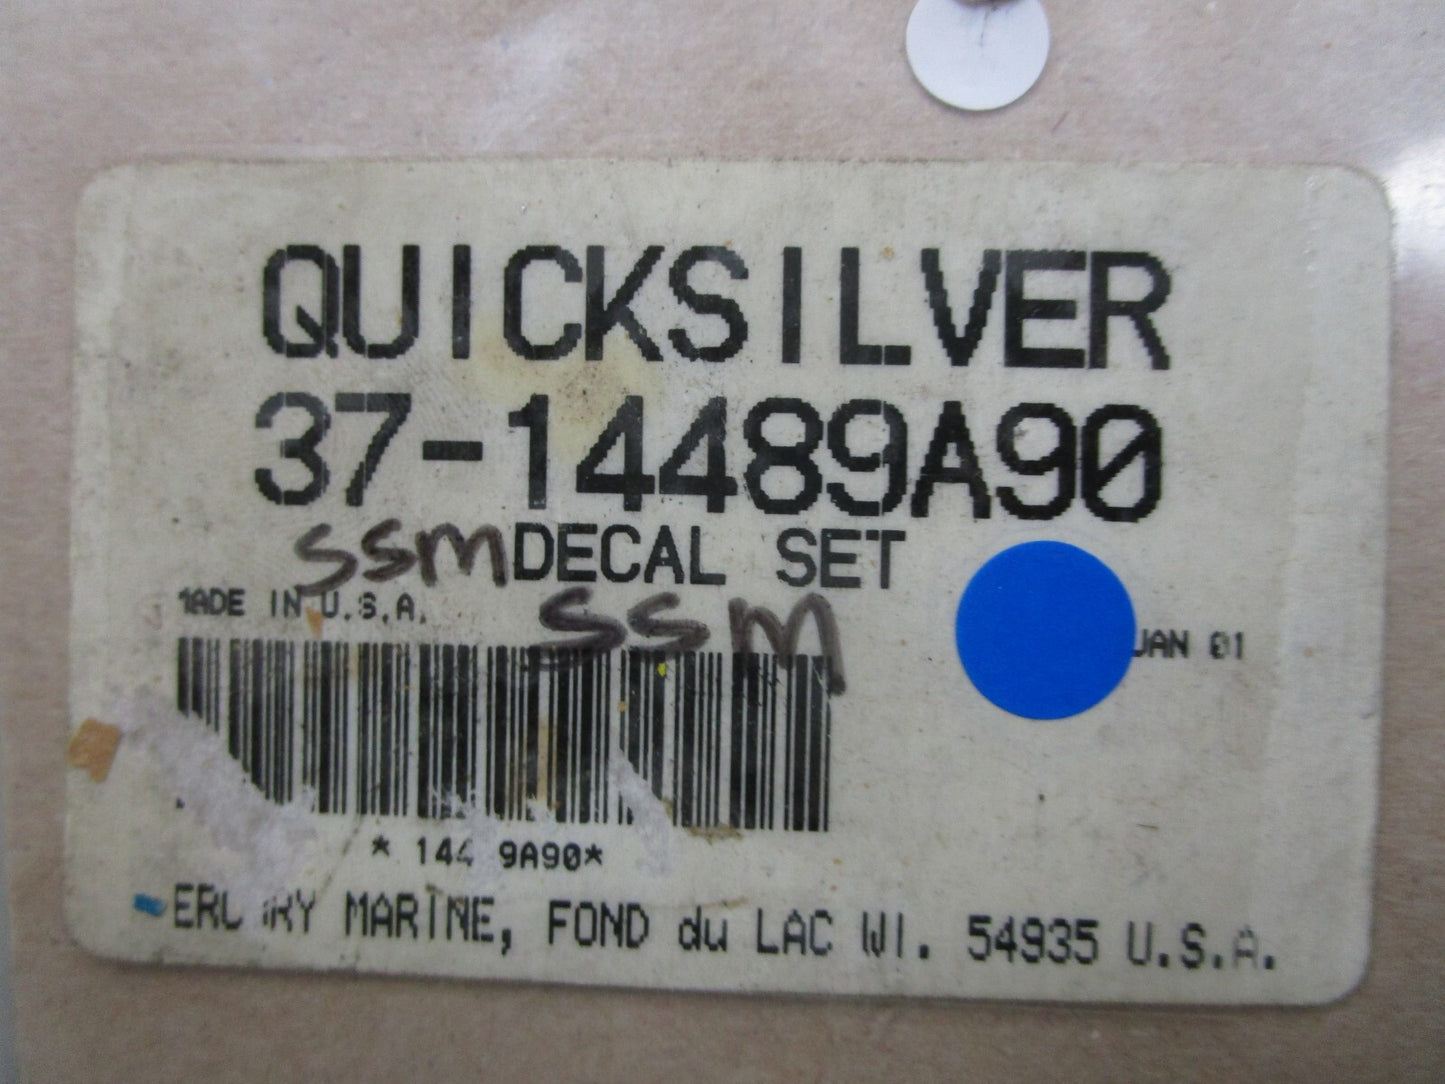 QUICKSILVER
37-14489A90
SSM DECAL SET
MADE IN U.S.A.
SSM
JAN 01
* 144 9A90*
ERC RY MARINE, FOND du LAC WI. 54935 U.S.A.